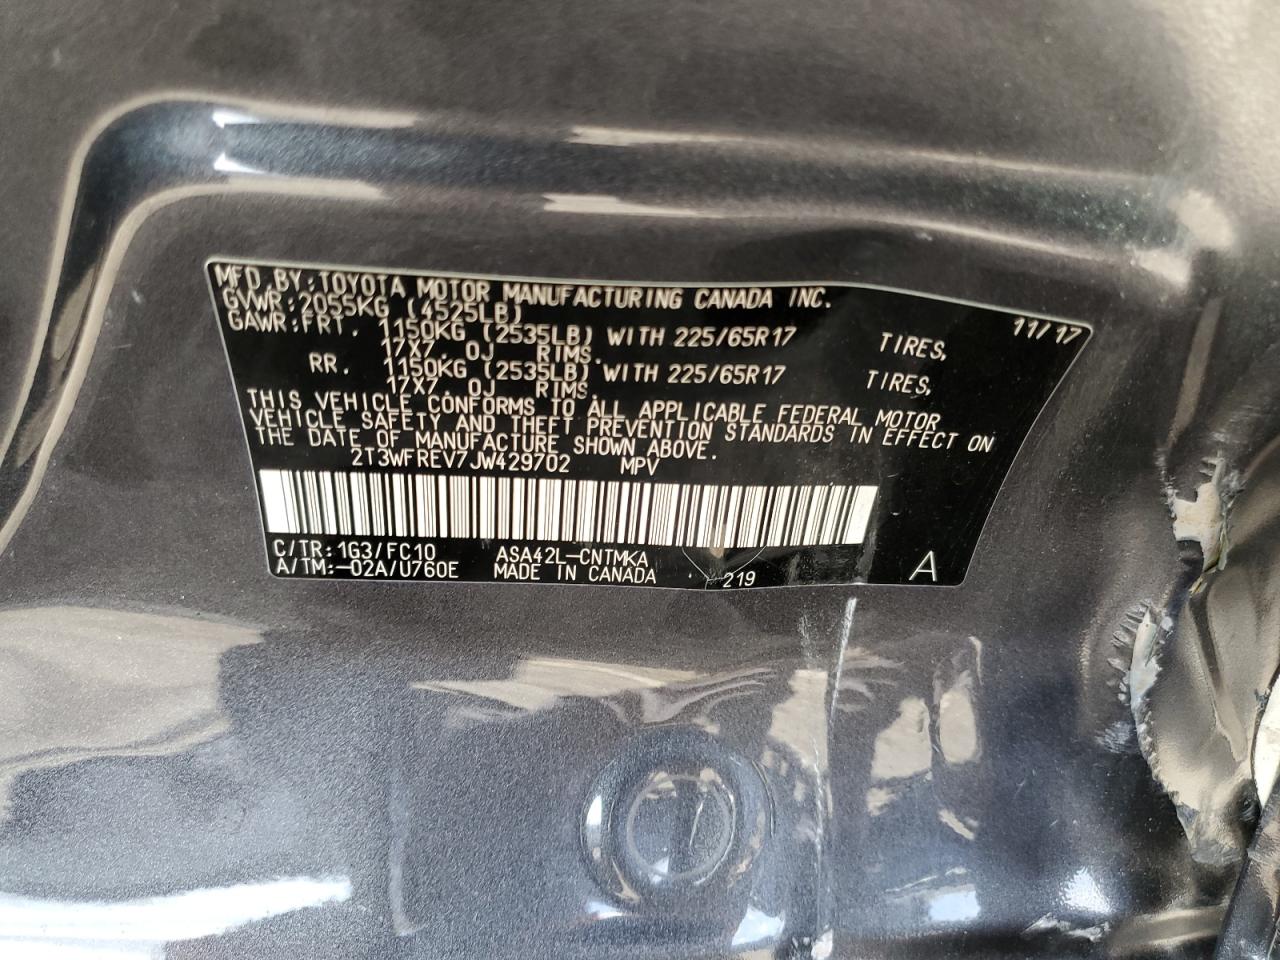 MFD. BY: TOYOTA MOTOR MANUFACTURING CANADA INC.
GVWR: 2055KG (4525LB) 11/17
GAWR: FRT. 1150KG (2535LB) WITH 225/65R17 TIRES,
17X7. 0J RIMS.
RR. 1150KG (2535LB) WITH 225/65R17 TIRES,
17X7 0J RIMS.
THIS VEHICLE CONFORMS TO ALL APPLICABLE FEDERAL MOTOR
VEHICLE SAFETY AND THEFT PREVENTION STANDARDS IN EFFECT ON
THE DATE OF MANUFACTURE SHOWN ABOVE.
2T3WFREV7JW429702 MPV
C/TR: 1G3/FC10 ASA42L-CNTMKA
A/TM:-02A/U760E MADE IN CANADA 219 A